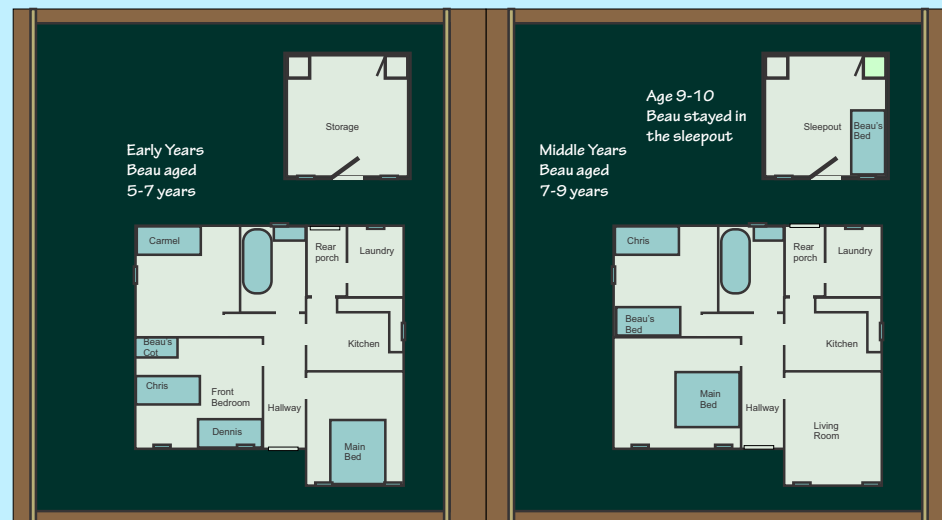 Storage
Early Years
Beau aged
5-7 years
Carmel
Rear
porch
Laundry
Beau's
Cot
Kitchen
Chris
Front
Bedroom
Hallway
Dennis
Main
Bed
Age 9-10
Beau stayed in
the sleepout
Sleepout
Beau's
Bed
Middle Years
Beau aged
7-9 years
Chris
Rear
porch
Laundry
Beau's
Bed
Kitchen
Main
Bed
Hallway
Living
Room